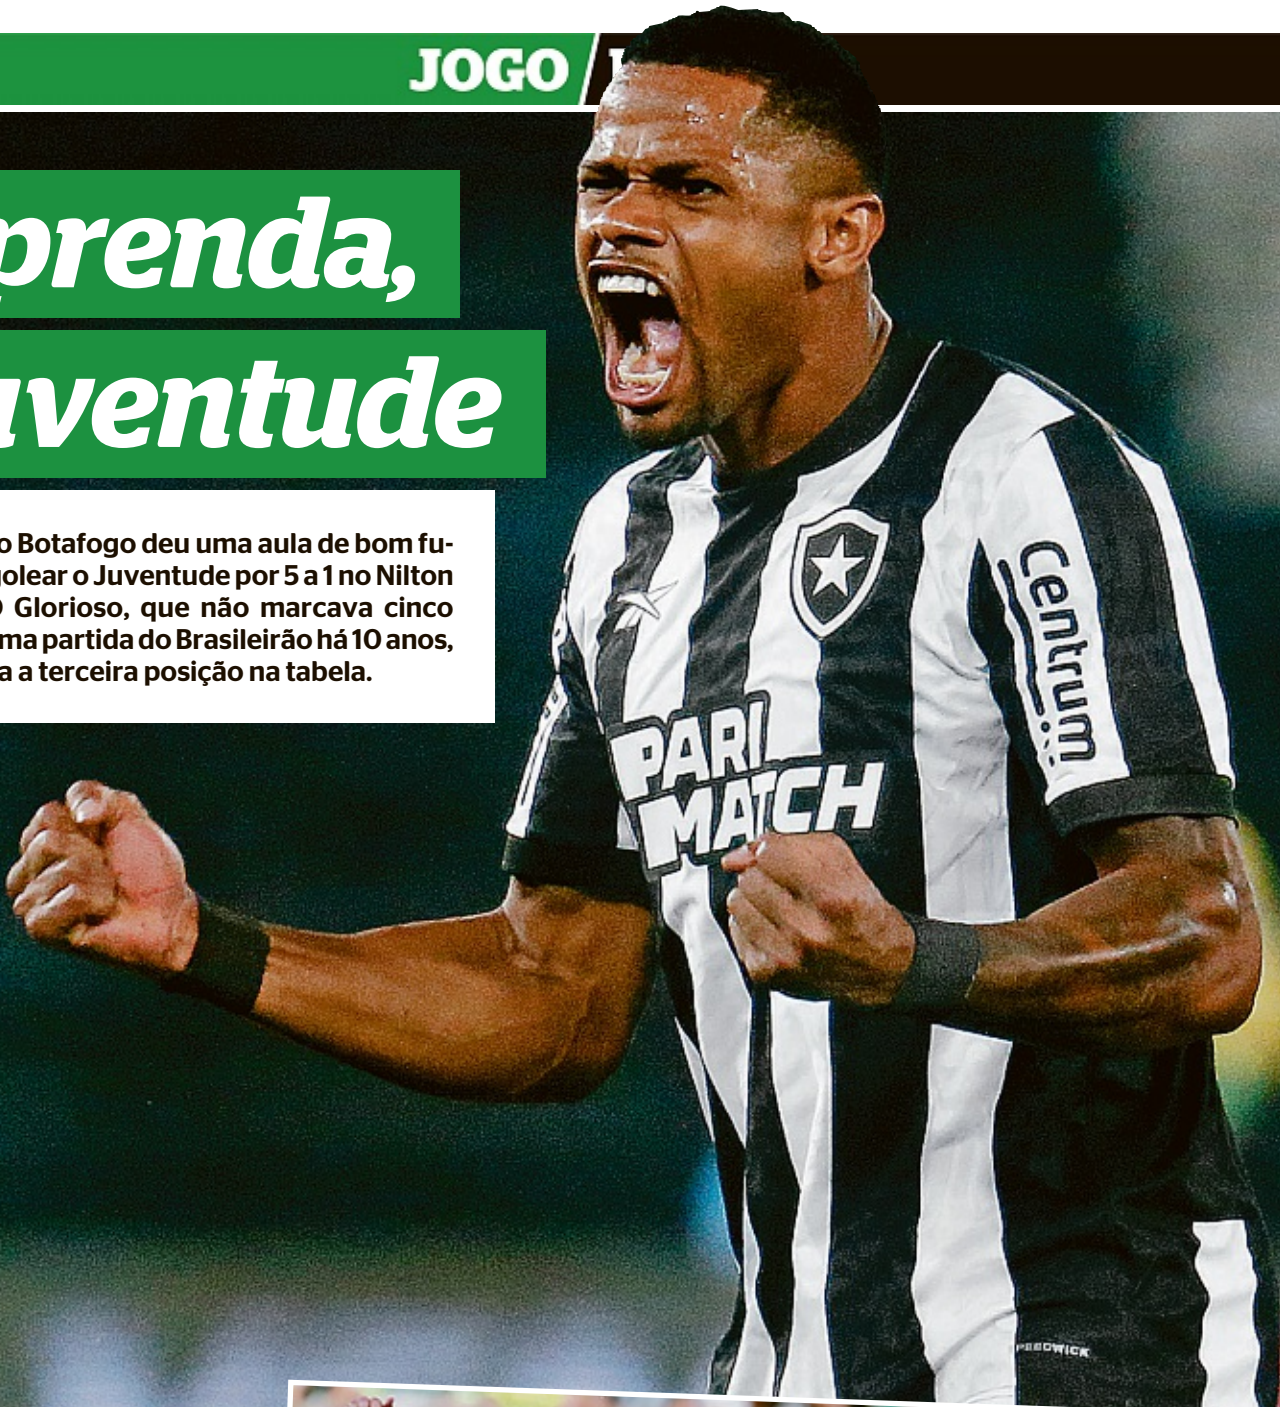 JOGO
prenda,
uventude
o Botafogo deu uma aula de bom fu-
golear o Juventude por 5 a 1 no Nilton
O Glorioso, que não marcava cinco
ma partida do Brasileirão há 10 anos,
a a terceira posição na tabela.
Centrum
PARI
MATCH